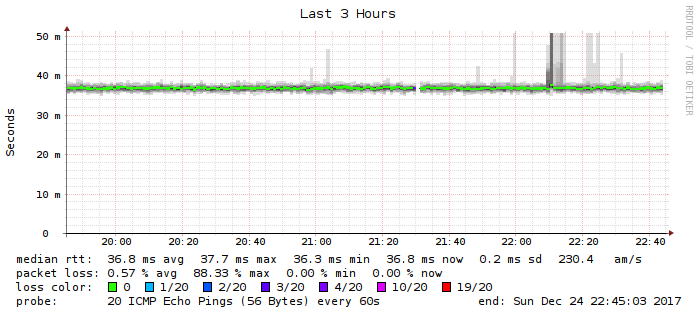 Last 3 Hours
RRDTOOL / TOBI OETIKER
Seconds
50 m
40 m
30 m
20 m
10 m
0
20:00 20:20 20:40 21:00 21:20 21:40 22:00 22:20 22:40
median rtt: 36.8 ms avg 37.7 ms max 36.3 ms min 36.8 ms now 0.2 ms sd 230.4 am/s
packet loss: 0.57 % avg 88.33 % max 0.00 % min 0.00 % now
loss color: 0 1/20 2/20 3/20 4/20 10/20 19/20
probe: 20 ICMP Echo Pings (56 Bytes) every 60s end: Sun Dec 24 22:45:03 2017